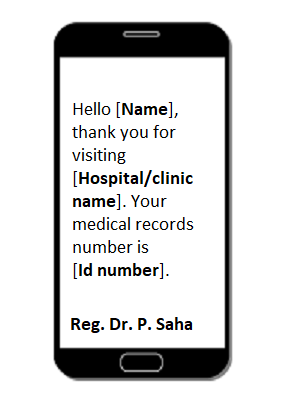 Hello [Name],
thank you for
visiting
[Hospital/clinic
name]. Your
medical records
number is
[Id number].
Reg. Dr. P. Saha